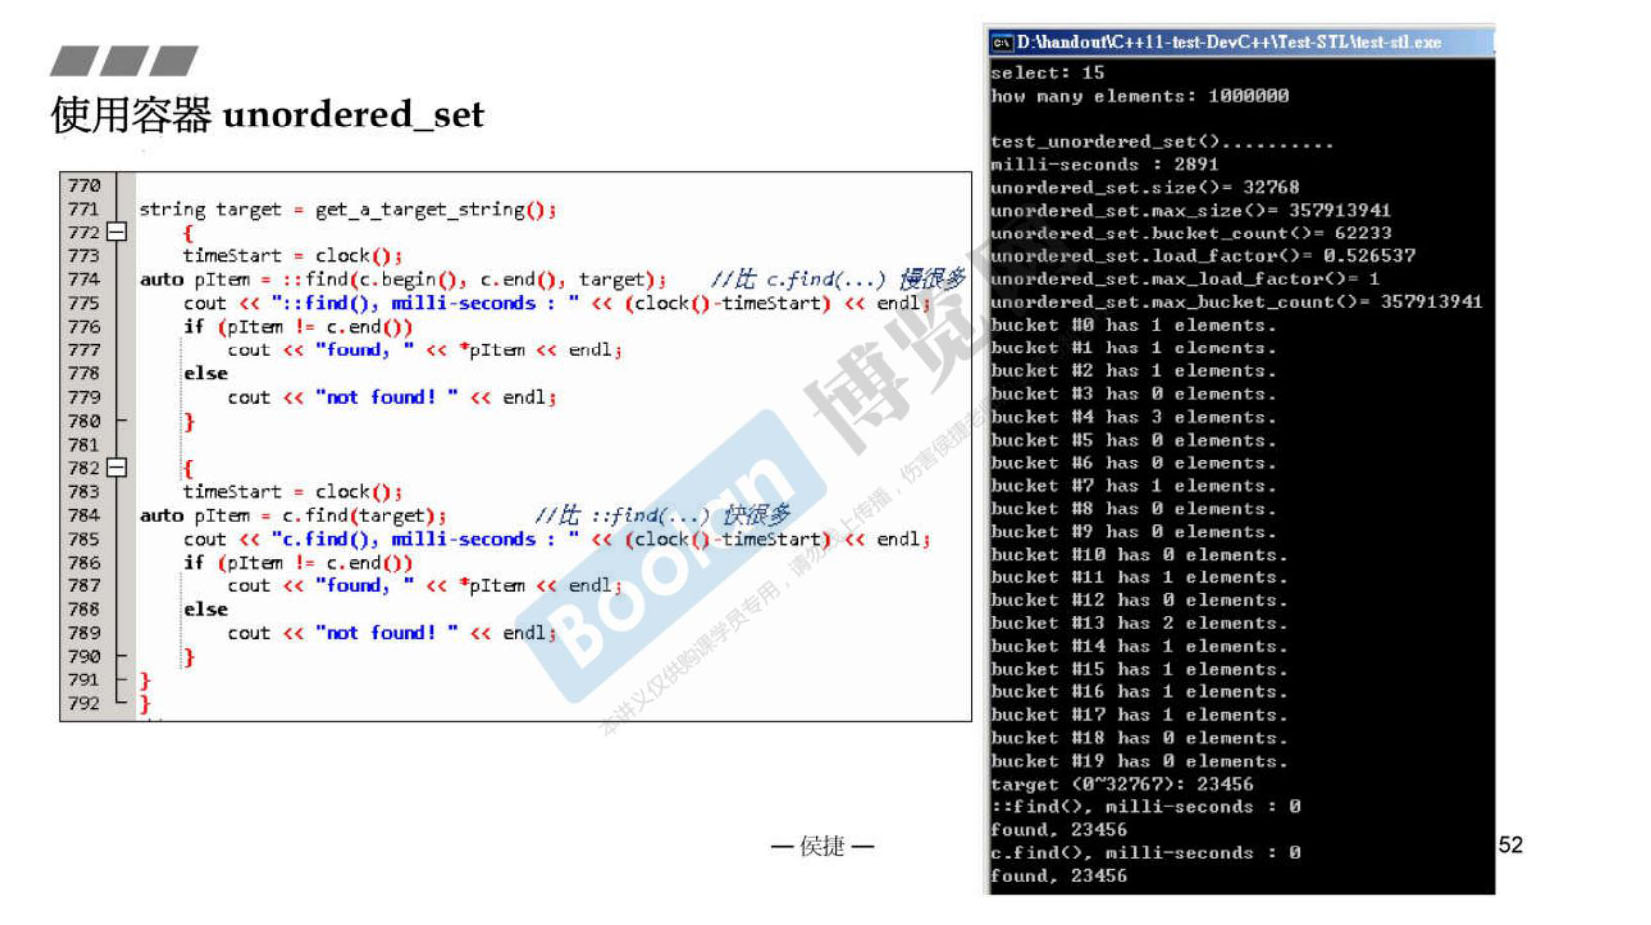 使用容器 unordered_set
770
771 string target = get_a_target_string();
772 {
773 timeStart = clock();
774 auto pItem = ::find(c.begin(), c.end(), target); //比 c.find(...) 慢很多
775 cout << "::find(), milli-seconds : " << (clock()-timeStart) << endl;
776 if (pItem != c.end())
777 cout << "found, " << *pItem << endl;
778 else
779 cout << "not found! " << endl;
780 }
781
782 {
783 timeStart = clock();
784 auto pItem = c.find(target); //比 ::find(...) 快很多
785 cout << "c.find(), milli-seconds : " << (clock()-timeStart) << endl;
786 if (pItem != c.end())
787 cout << "found, " << *pItem << endl;
788 else
789 cout << "not found! " << endl;
790 }
791 }
792 }
D:\handout\C++11-test-DevC++\Test-STL\test-stl.exe
select: 15
how many elements: 1000000
test_unordered_set()..........
milli-seconds : 2891
unordered_set.size()= 32768
unordered_set.max_size()= 357913941
unordered_set.bucket_count()= 62233
unordered_set.load_factor()= 0.526537
unordered_set.max_load_factor()= 1
unordered_set.max_bucket_count()= 357913941
bucket #0 has 1 elements.
bucket #1 has 1 elements.
bucket #2 has 1 elements.
bucket #3 has 0 elements.
bucket #4 has 3 elements.
bucket #5 has 0 elements.
bucket #6 has 0 elements.
bucket #7 has 1 elements.
bucket #8 has 0 elements.
bucket #9 has 0 elements.
bucket #10 has 0 elements.
bucket #11 has 1 elements.
bucket #12 has 0 elements.
bucket #13 has 2 elements.
bucket #14 has 1 elements.
bucket #15 has 1 elements.
bucket #16 has 1 elements.
bucket #17 has 1 elements.
bucket #18 has 0 elements.
bucket #19 has 0 elements.
target (0~32767): 23456
::find(), milli-seconds : 0
found, 23456
c.find(), milli-seconds : 0
found, 23456
Boolan 博览网
本讲义仅供购课学员专用，请勿线上传播，伤害侯捷老
— 侯捷 —
52